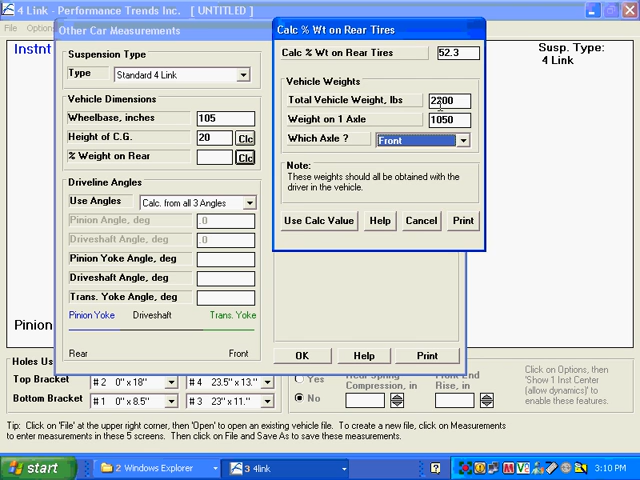 4 Link - Performance Trends Inc. [ UNTITLED ]
File
Instnt
Susp. Type:
4 Link
Other Car Measurements
Suspension Type
Type
Standard 4 Link
Vehicle Dimensions
Wheelbase, inches
105
Height of C.G.
20
Clc
% Weight on Rear
Clc
Driveline Angles
Use Angles
Calc. from all 3 Angles
Pinion Angle, deg
.0
Driveshaft Angle, deg
.0
Pinion Yoke Angle, deg
Driveshaft Angle, deg
Trans. Yoke Angle, deg
Pinion Yoke
Driveshaft
Trans. Yoke
Rear
Front
OK
Help
Print
Calc % Wt on Rear Tires
Calc % Wt on Rear Tires
52.3
Vehicle Weights
Total Vehicle Weight, lbs
2200
Weight on 1 Axle
1050
Which Axle ?
Front
Note:
These weights should all be obtained with the
driver in the vehicle.
Use Calc Value
Help
Cancel
Print
Pinion
Holes Us
Top Bracket
# 2 0" x 18"
# 4 23.5" x 13."
Bottom Bracket
# 1 0" x 8.5"
# 3 23" x 11."
Yes
No
Rear Spring
Compression, in
Front End
Rise, in
Click on Options, then
'Show 1 Inst Center
(allow dynamics)' to
enable these features.
Tip: Click on 'File' at the upper right corner, then 'Open' to open an existing vehicle file. To create a new file, click on Measurements
to enter measurements in these 5 screens. Then click on File and Save As to save these measurements.
start
2 Windows Explorer
3 4link
3:10 PM